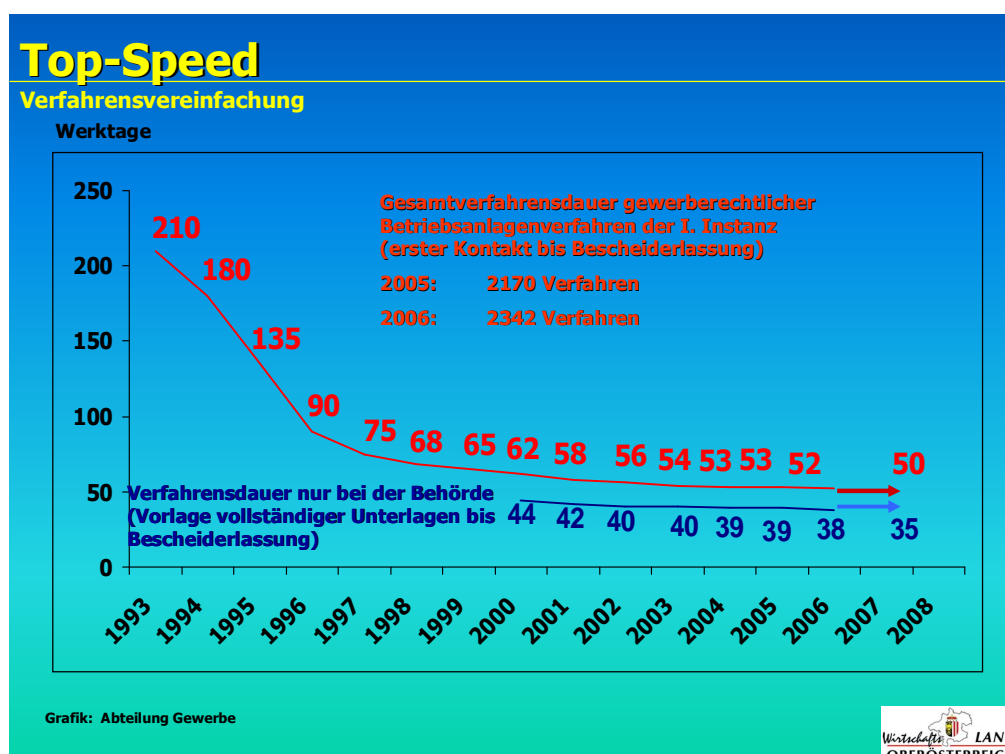 Top-Speed
Verfahrensvereinfachung
Werktage
250
200
150
100
50
0
Gesamtverfahrensdauer gewerberechtlicher
Betriebsanlagenverfahren der I. Instanz
(erster Kontakt bis Bescheiderlassung)
2005: 2170 Verfahren
2006: 2342 Verfahren
210
180
135
90
75 68 65 62 58 56 54 53 53 52 50
Verfahrensdauer nur bei der Behörde
(Vorlage vollständiger Unterlagen bis
Bescheiderlassung)
44 42 40 40 39 39 38 35
1993 1994 1995 1996 1997 1998 1999 2000 2001 2002 2003 2004 2005 2006 2007 2008
Grafik: Abteilung Gewerbe
Wirtschafts LAN
OBERÖSTERREIC